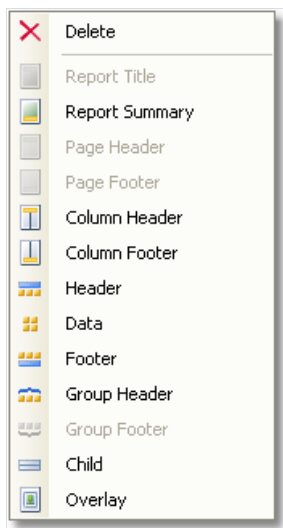 Delete
Report Title
Report Summary
Page Header
Page Footer
Column Header
Column Footer
Header
Data
Footer
Group Header
Group Footer
Child
Overlay